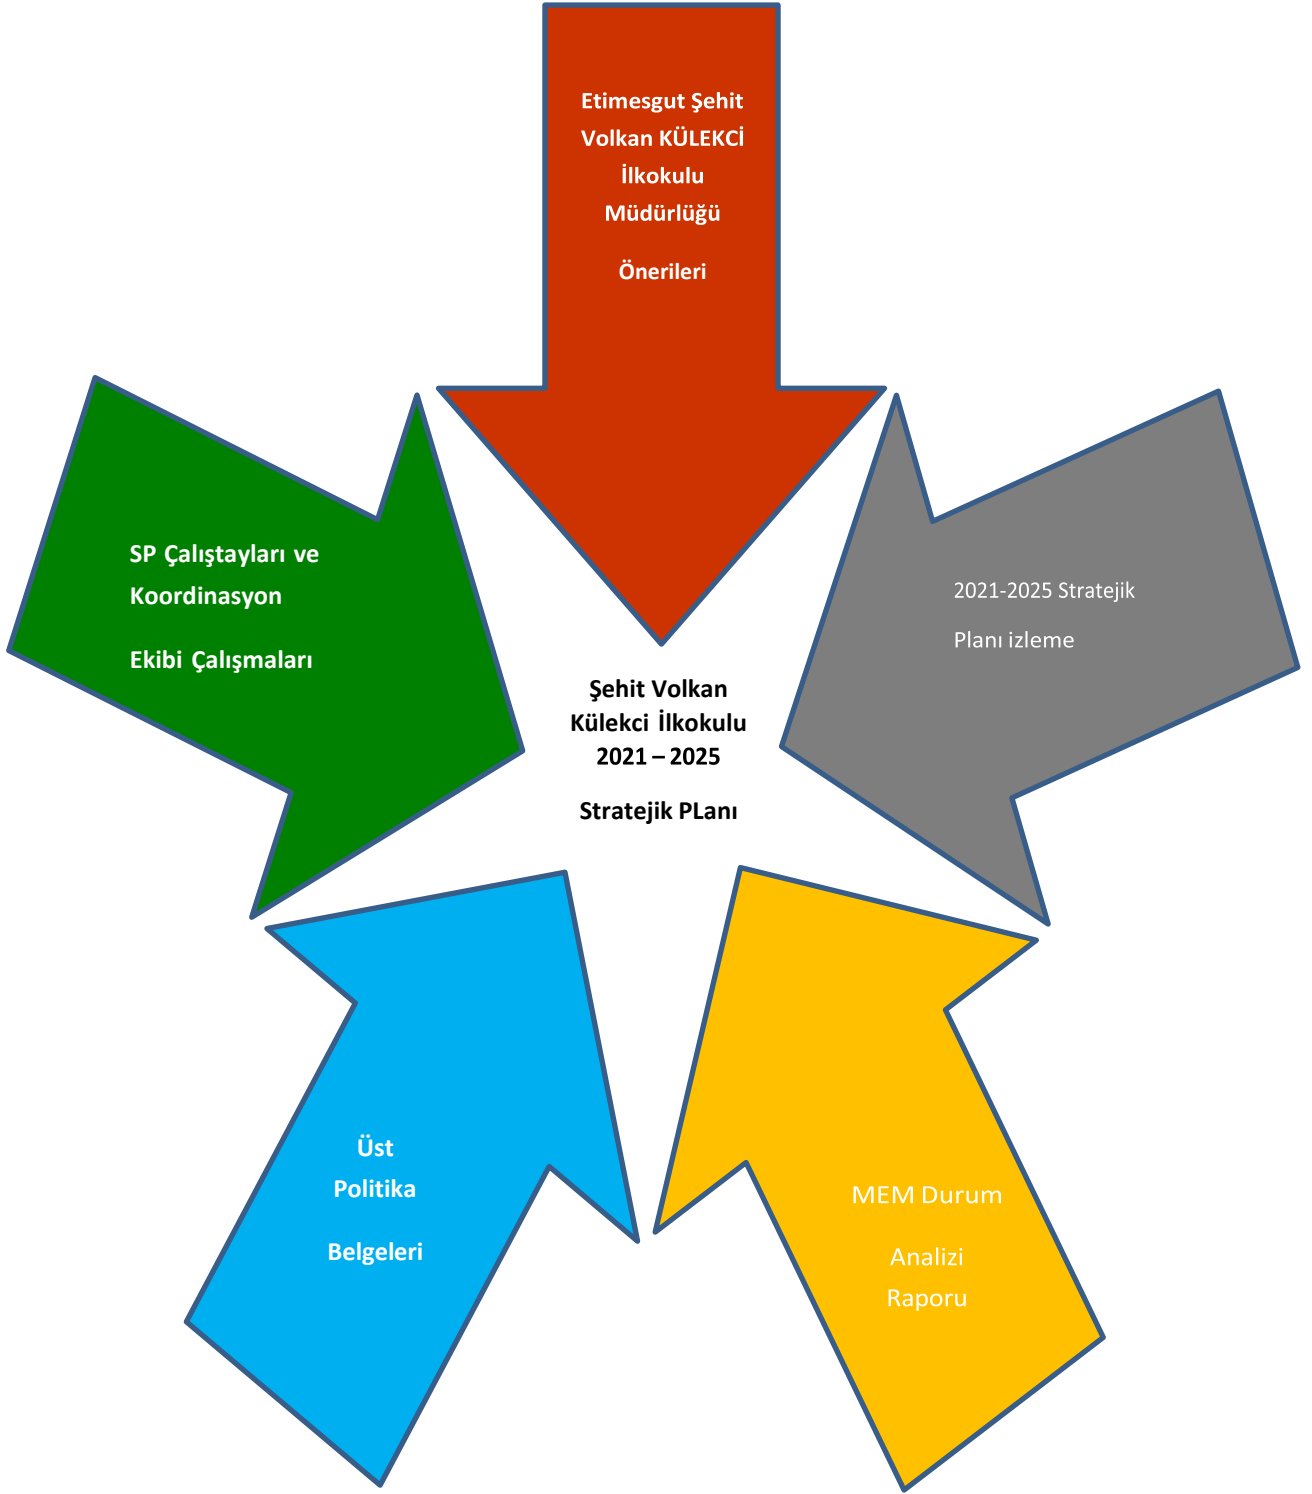 Etimesgut Şehit
Volkan KÜLEKCİ
İlkokulu
Müdürlüğü
Önerileri
SP Çalıştayları ve
Koordinasyon
Ekibi Çalışmaları
2021-2025 Stratejik
Planı izleme
Şehit Volkan
Külekci İlkokulu
2021 – 2025
Stratejik PLanı
Üst
Politika
Belgeleri
MEM Durum
Analizi
Raporu